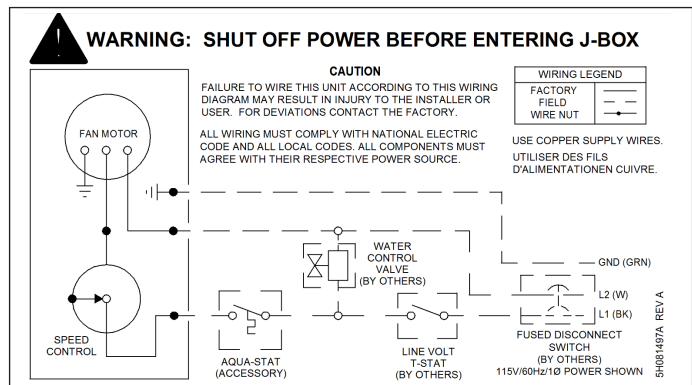 WARNING: SHUT OFF POWER BEFORE ENTERING J-BOX
CAUTION
FAILURE TO WIRE THIS UNIT ACCORDING TO THIS WIRING
DIAGRAM MAY RESULT IN INJURY TO THE INSTALLER OR
USER. FOR DEVIATIONS CONTACT THE FACTORY.
ALL WIRING MUST COMPLY WITH NATIONAL ELECTRIC
CODE AND ALL LOCAL CODES. ALL COMPONENTS MUST
AGREE WITH THEIR RESPECTIVE POWER SOURCE.
WIRING LEGEND
FACTORY
FIELD
WIRE NUT
USE COPPER SUPPLY WIRES.
UTILISER DES FILS
D'ALIMENTATIONEN CUIVRE.
FAN MOTOR
WATER
CONTROL
VALVE
(BY OTHERS)
GND (GRN)
L2 (W)
L1 (BK)
SPEED
CONTROL
AQUA-STAT
(ACCESSORY)
LINE VOLT
T-STAT
(BY OTHERS)
FUSED DISCONNECT
SWITCH
(BY OTHERS)
115V/60Hz/1Ø POWER SHOWN
5H081497A REV A